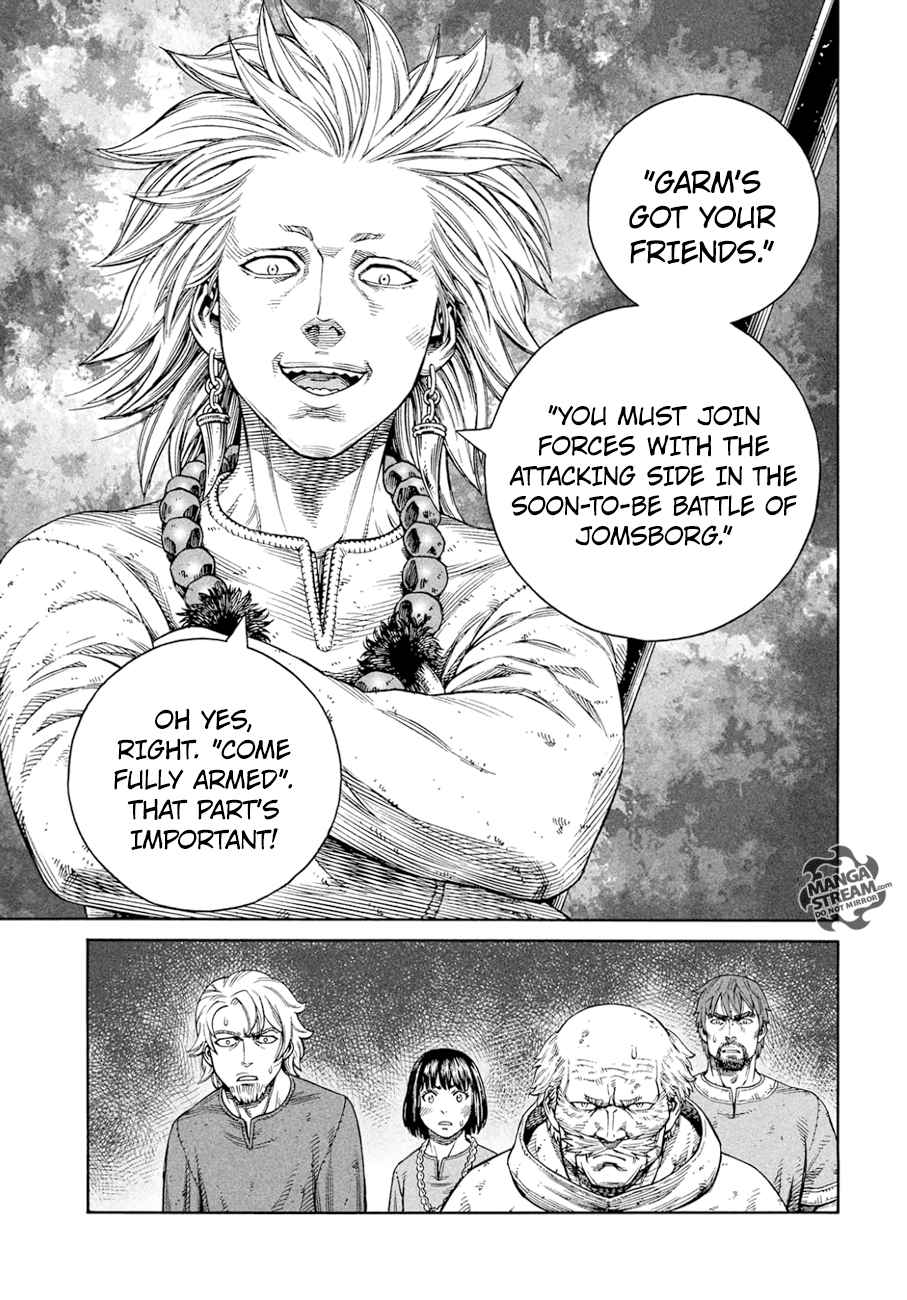 "GARM'S
GOT YOUR
FRIENDS."
"YOU MUST JOIN
FORCES WITH THE
ATTACKING SIDE IN THE
SOON-TO-BE BATTLE OF
JOMSBORG."
OH YES,
RIGHT. "COME
FULLY ARMED".
THAT PART'S
IMPORTANT!
MANGA
STREAM.com
DO NOT MIRROR